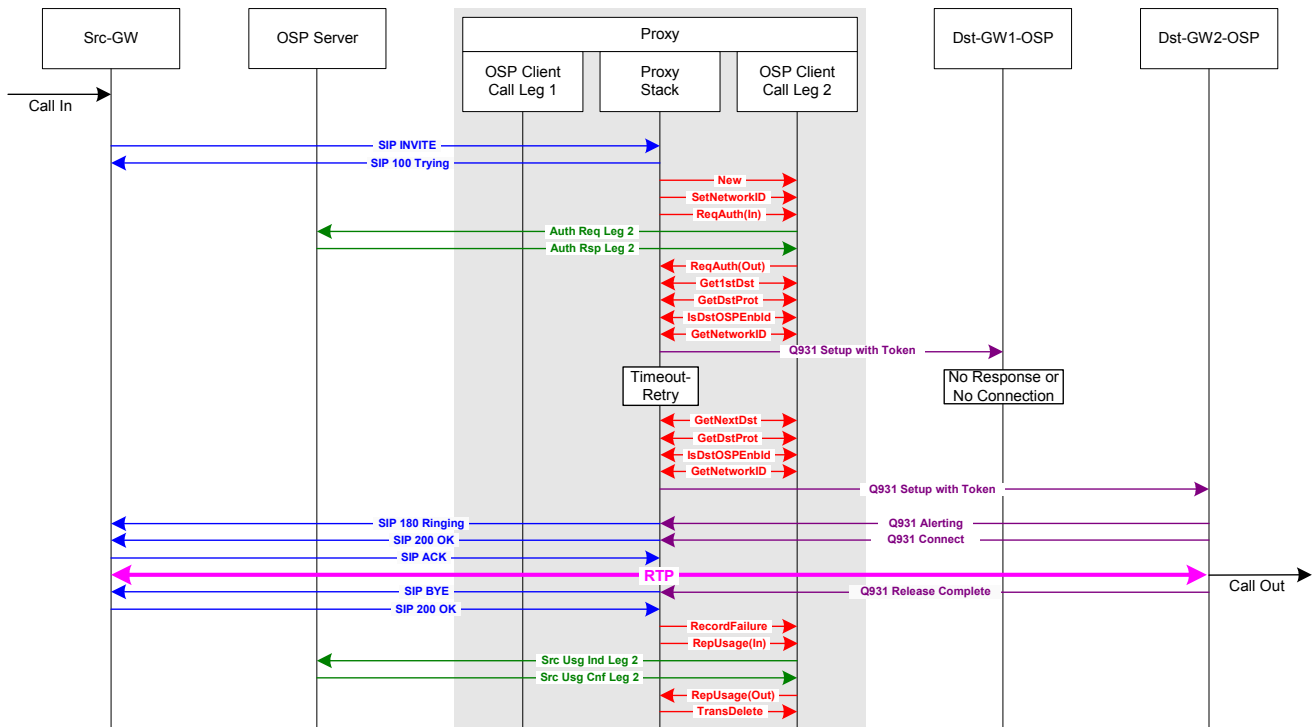 Src-GW
OSP Server
Proxy
OSP Client
Call Leg 1
Proxy
Stack
OSP Client
Call Leg 2
Dst-GW1-OSP
Dst-GW2-OSP
Call In
SIP INVITE
SIP 100 Trying
New
SetNetworkID
ReqAuth(In)
Auth Req Leg 2
Auth Rsp Leg 2
ReqAuth(Out)
Get1stDst
GetDstProt
IsDstOSPEnbld
GetNetworkID
Q931 Setup with Token
Timeout-
Retry
No Response or
No Connection
GetNextDst
GetDstProt
IsDstOSPEnbld
GetNetworkID
Q931 Setup with Token
SIP 180 Ringing
Q931 Alerting
SIP 200 OK
Q931 Connect
SIP ACK
RTP
Call Out
SIP BYE
Q931 Release Complete
SIP 200 OK
RecordFailure
RepUsage(In)
Src Usg Ind Leg 2
Src Usg Cnf Leg 2
RepUsage(Out)
TransDelete